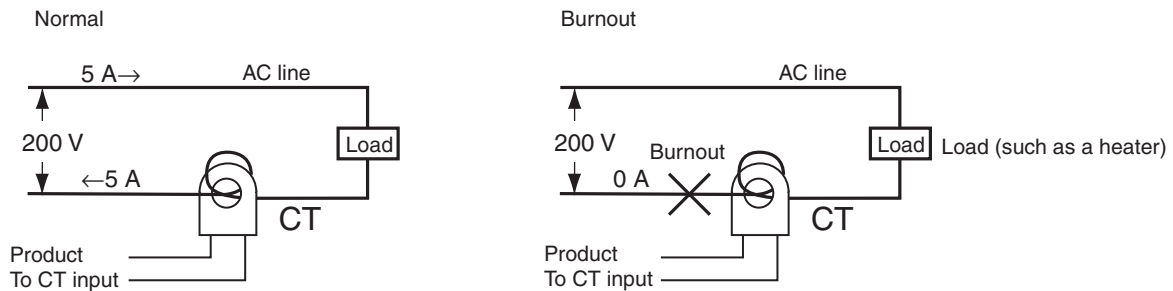 Normal
5 A→
AC line
200 V
Load
←5 A
CT
Product
To CT input
Burnout
AC line
200 V
Burnout
Load
Load (such as a heater)
0 A
CT
Product
To CT input